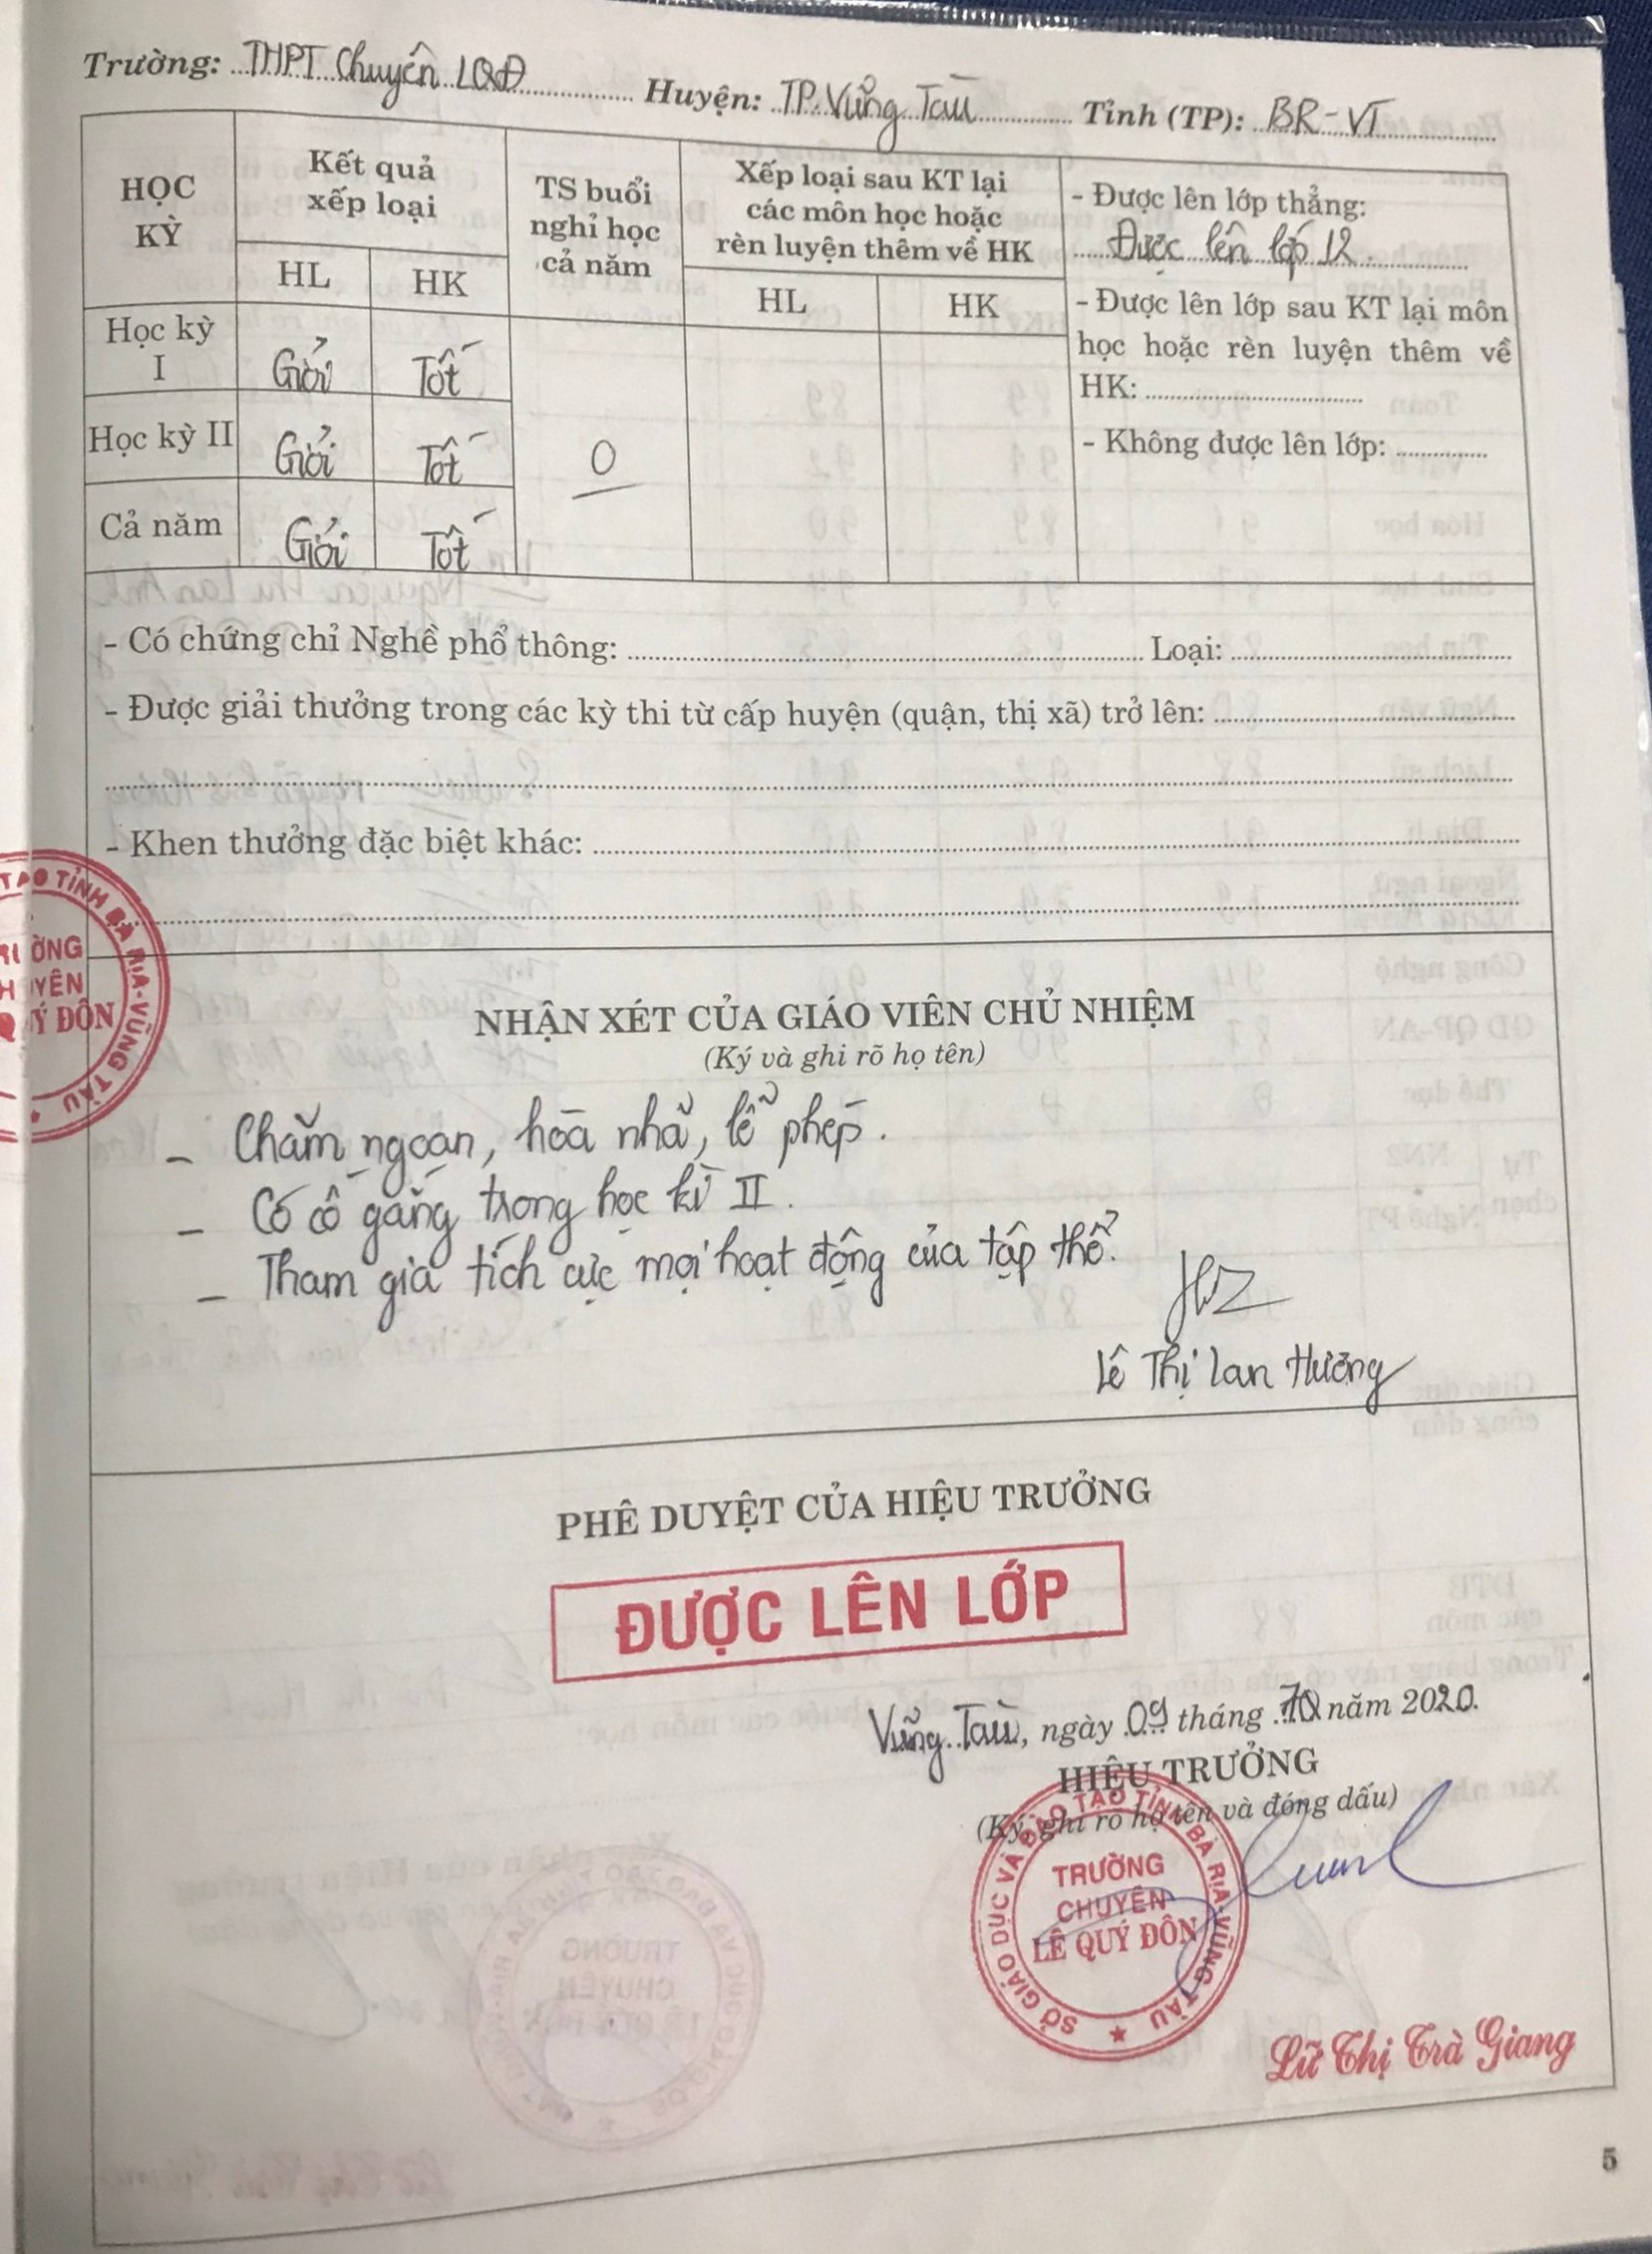 Trường: THPT Chuyên LQĐ Huyện: TP. Vũng Tàu Tỉnh (TP): BR-VT
HỌC KỲ
Kết quả xếp loại
HL HK
TS buổi nghỉ học cả năm
Xếp loại sau KT lại các môn học hoặc rèn luyện thêm về HK
HL HK
- Được lên lớp thẳng:
Được lên lớp 12.
- Được lên lớp sau KT lại môn
học hoặc rèn luyện thêm về
HK:
- Không được lên lớp:
Học kỳ I Giỏi Tốt
Học kỳ II Giỏi Tốt 0
Cả năm Giỏi Tốt
- Có chứng chỉ Nghề phổ thông: Loại:
- Được giải thưởng trong các kỳ thi từ cấp huyện (quận, thị xã) trở lên:
- Khen thưởng đặc biệt khác:
TẠO TỈNH BÀ RỊA-VŨNG TÀU
ỜNG
YÊN
Ý ĐÔN
NHẬN XÉT CỦA GIÁO VIÊN CHỦ NHIỆM
(Ký và ghi rõ họ tên)
- Chăm ngoan, hòa nhã, lễ phép.
- Có cố gắng trong học kì II.
- Tham gia tích cực mọi hoạt động của tập thể.
Lê Thị Lan Hương
PHÊ DUYỆT CỦA HIỆU TRƯỞNG
ĐƯỢC LÊN LỚP
Vũng Tàu, ngày 09 tháng năm 2020.
HIỆU TRƯỞNG
(Ký, ghi rõ họ tên và đóng dấu)
SỞ GIÁO DỤC VÀ ĐÀO TẠO TỈNH BÀ RỊA-VŨNG TÀU
TRƯỜNG
CHUYÊN
LÊ QUÝ ĐÔN
Lữ Thị Trà Giang
5